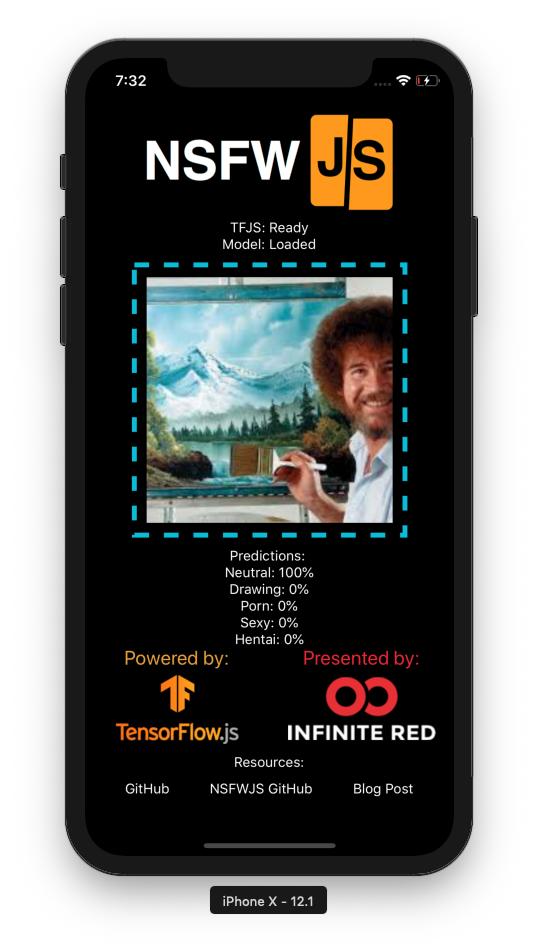 7:32
NSFW JS
TFJS: Ready
Model: Loaded
Predictions:
Neutral: 100%
Drawing: 0%
Porn: 0%
Sexy: 0%
Hentai: 0%
Powered by: Presented by:
TensorFlow.js INFINITE RED
Resources:
GitHub NSFWJS GitHub Blog Post
iPhone X - 12.1